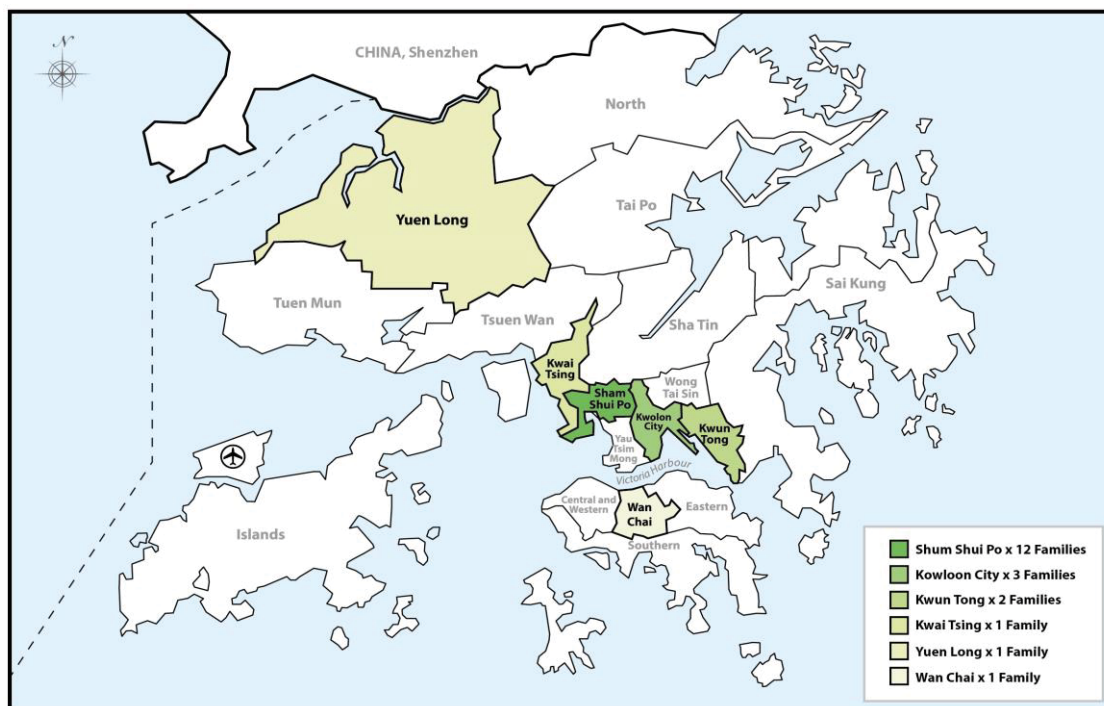 N
CHINA, Shenzhen
North
Tai Po
Yuen Long
Sai Kung
Tuen Mun
Tsuen Wan
Sha Tin
Kwai
Tsing
Wong
Tai Sin
Sham
Shui Po
Kwolon
City
Kwun
Tong
Yau
Tsim
Mong
Victoria Harbour
Central and
Western
Wan
Chai
Eastern
Islands
Southern
Shum Shui Po x 12 Families
Kowloon City x 3 Families
Kwun Tong x 2 Families
Kwai Tsing x 1 Family
Yuen Long x 1 Family
Wan Chai x 1 Family